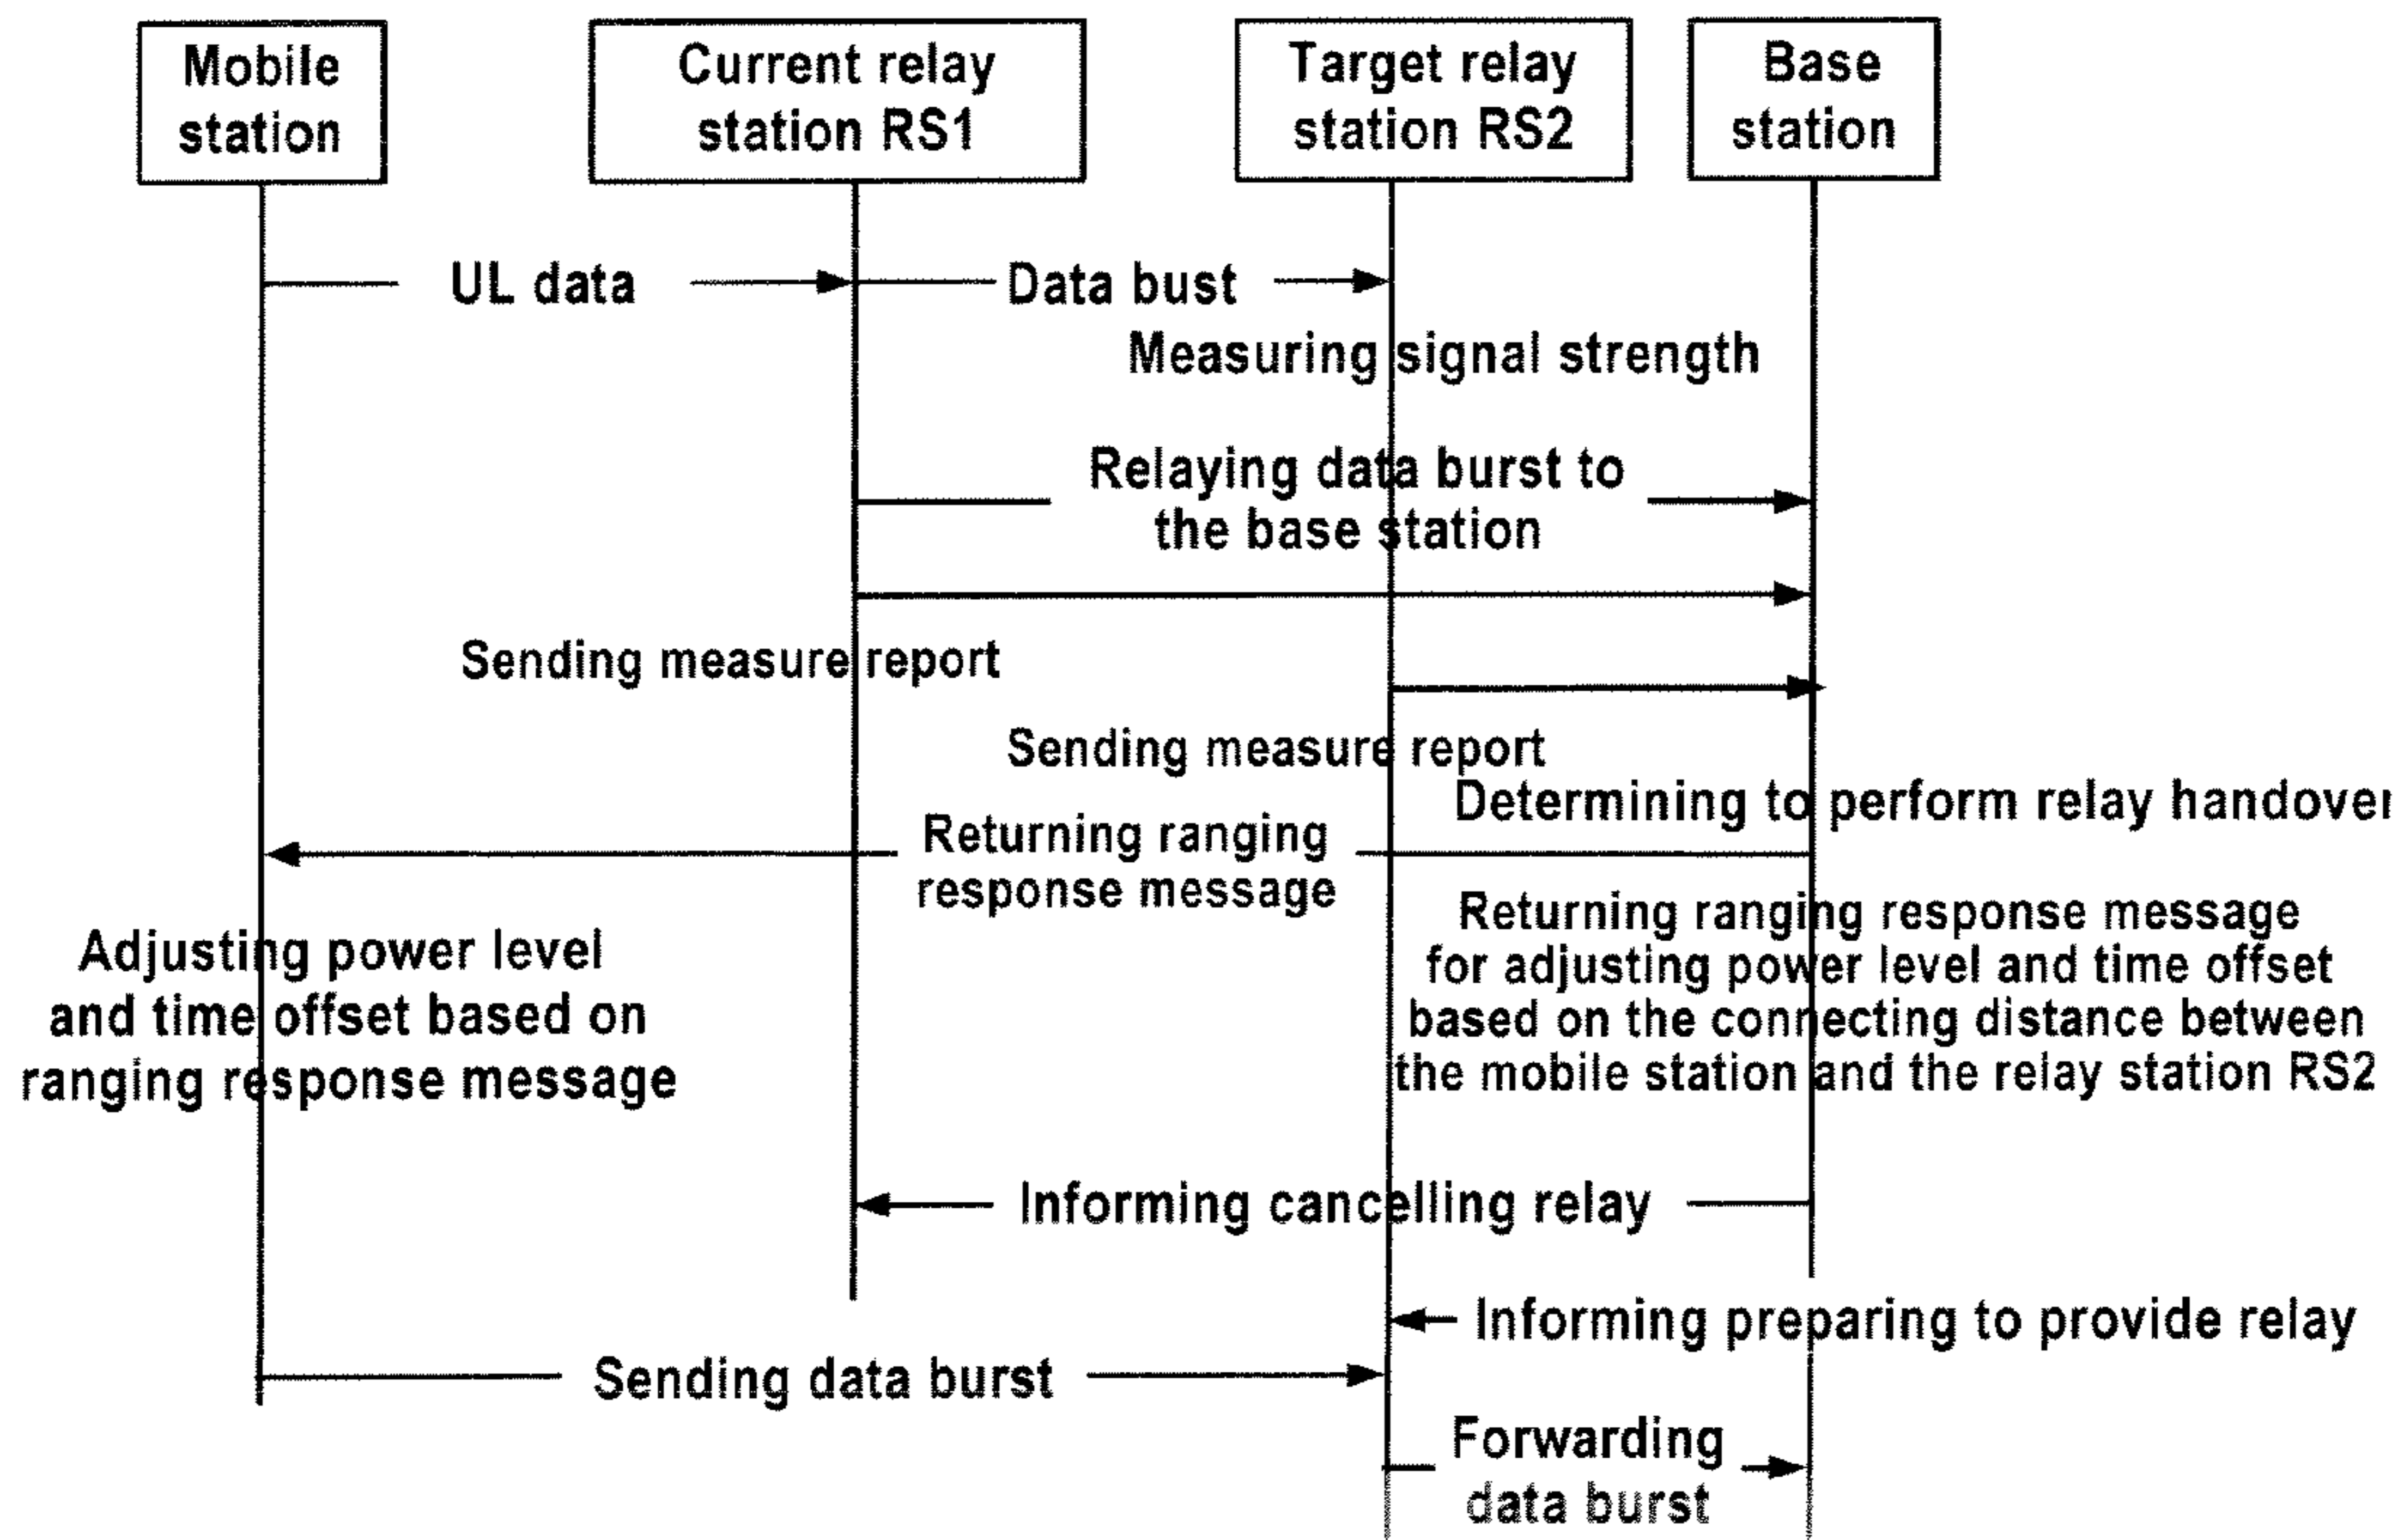 Mobile
station
Current relay
station RS1
Target relay
station RS2
Base
station
UL data
Data bust
Measuring signal strength
Relaying data burst to
the base station
Sending measure report
Sending measure report
Determining to perform relay handover
Returning ranging
response message
Returning ranging response message
for adjusting power level and time offset
based on the connecting distance between
the mobile station and the relay station RS2
Adjusting power level
and time offset based on
ranging response message
Informing cancelling relay
Informing preparing to provide relay
Sending data burst
Forwarding
data burst